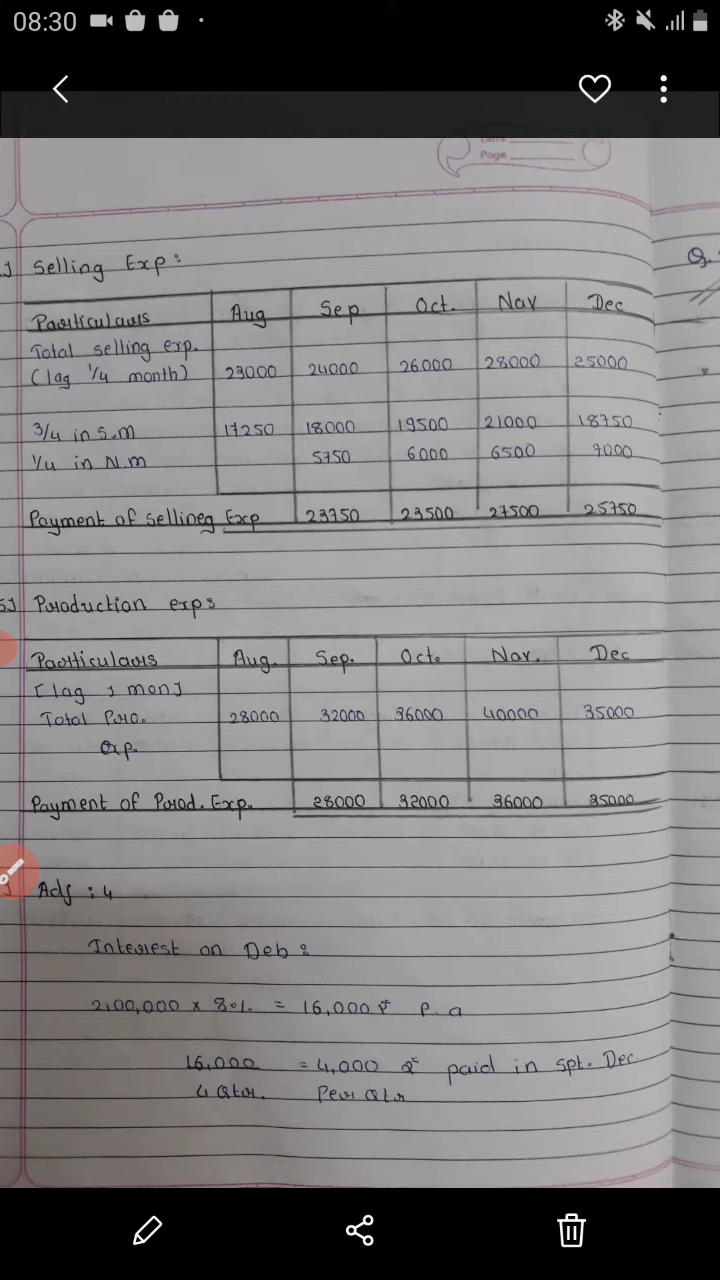 08:30
Page
Q.
] Selling Exp :
Particulars Aug Sep Oct. Nov Dec
Total selling exp.
(lag 1/4 month) 23000 24000 26000 28000 25000
3/4 in S.m 17250 18000 19500 21000 18750
1/4 in N.m 5750 6000 6500 7000
Payment of selling Exp 23750 25500 27500 25750
5] Production exp:
Particulars Aug. Sep. Oct. Nov. Dec
[lag 1 mon]
Total Pro. 28000 32000 36000 40000 35000
exp.
Payment of Prod. Exp. 28000 32000 36000 35000
] Adj : 4
Interest on Deb :
2,00,000 x 8% = 16,000 ₹ P.a
16,000 = 4,000 ₹ paid in Spt. Dec.
4 Qtr. Per Qtr